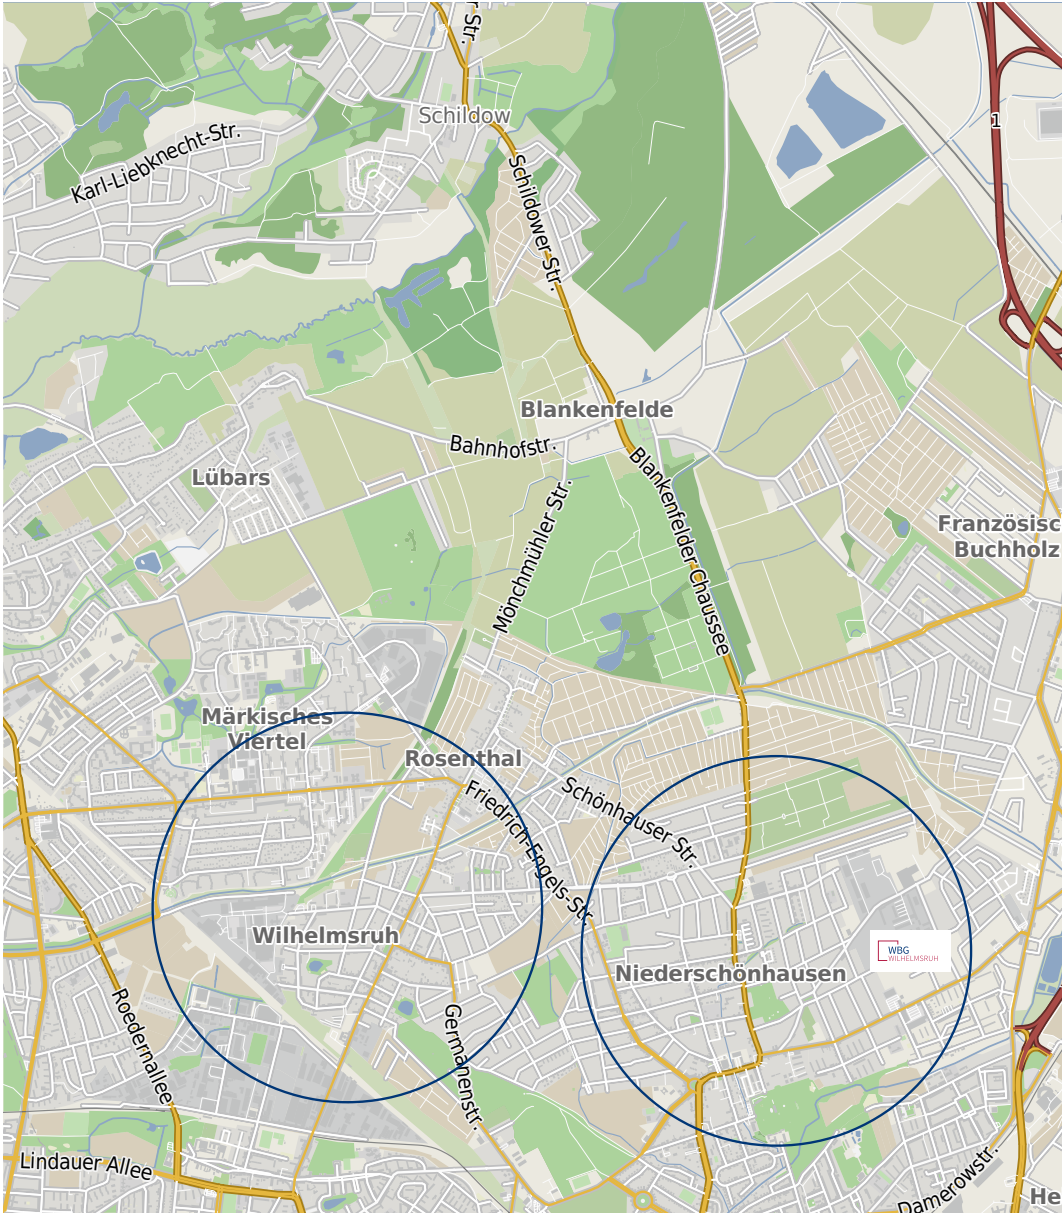 r Str.
Schildow
1
Karl-Liebknecht-Str.
Schildower Str.
Blankenfelde
Bahnhofstr.
Lübars
Blankenfelder Chaussee
Mönchmühler Str.
Französisc
Buchholz
Märkisches
Viertel
Rosenthal
Friedrich-Engels-Str.
Schönhauser Str.
Wilhelmsruh
WBG
WILHELMSRUH
Niederschönhausen
Roedernallee
Germanenstr.
Lindauer Allee
Damerowstr.
He